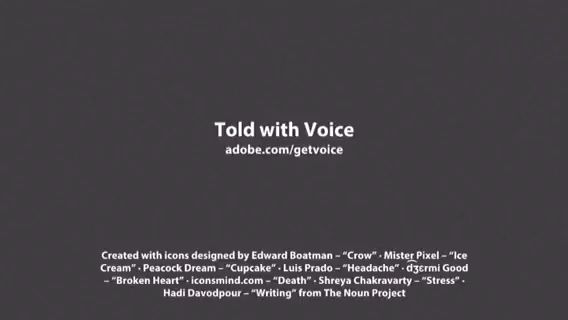 Told with Voice
adobe.com/getvoice
Created with icons designed by Edward Boatman – “Crow” · Mister Pixel – “Ice
Cream” · Peacock Dream – “Cupcake” · Luis Prado – “Headache” · d͡ʒɛrmi Good
– “Broken Heart” · iconsmind.com – “Death” · Shreya Chakravarty – “Stress” ·
Hadi Davodpour – “Writing” from The Noun Project